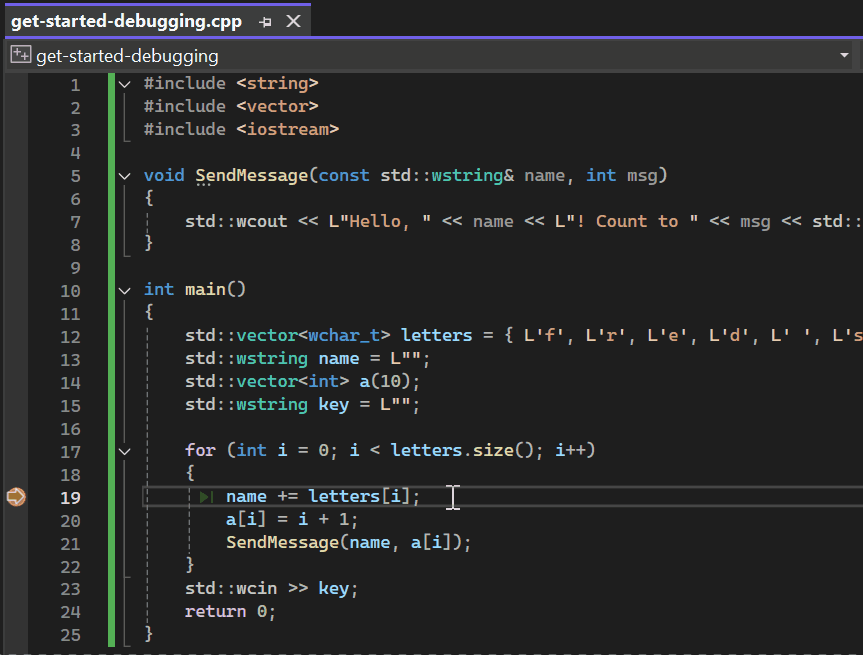 get-started-debugging.cpp
get-started-debugging
1 #include <string>
2 #include <vector>
3 #include <iostream>
4
5 void SendMessage(const std::wstring& name, int msg)
6 {
7 std::wcout << L"Hello, " << name << L"! Count to " << msg << std::
8 }
9
10 int main()
11 {
12 std::vector<wchar_t> letters = { L'f', L'r', L'e', L'd', L' ', L's
13 std::wstring name = L"";
14 std::vector<int> a(10);
15 std::wstring key = L"";
16
17 for (int i = 0; i < letters.size(); i++)
18 {
19 name += letters[i];
20 a[i] = i + 1;
21 SendMessage(name, a[i]);
22 }
23 std::wcin >> key;
24 return 0;
25 }